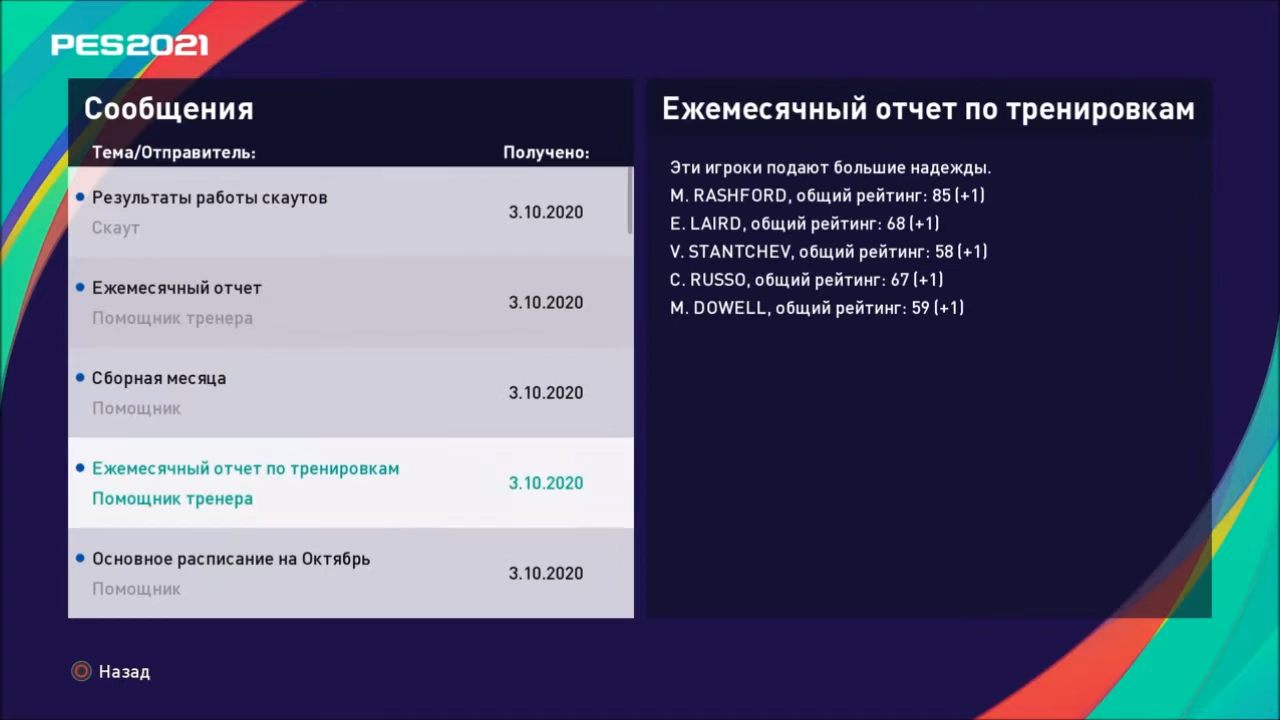 PES2021
Сообщения
Тема/Отправитель: Получено:
Результаты работы скаутов
Скаут
3.10.2020
Ежемесячный отчет
Помощник тренера
3.10.2020
Сборная месяца
Помощник
3.10.2020
Ежемесячный отчет по тренировкам
Помощник тренера
3.10.2020
Основное расписание на Октябрь
Помощник
3.10.2020
Ежемесячный отчет по тренировкам
Эти игроки подают большие надежды.
M. RASHFORD, общий рейтинг: 85 (+1)
E. LAIRD, общий рейтинг: 68 (+1)
V. STANTCHEV, общий рейтинг: 58 (+1)
C. RUSSO, общий рейтинг: 67 (+1)
M. DOWELL, общий рейтинг: 59 (+1)
Назад